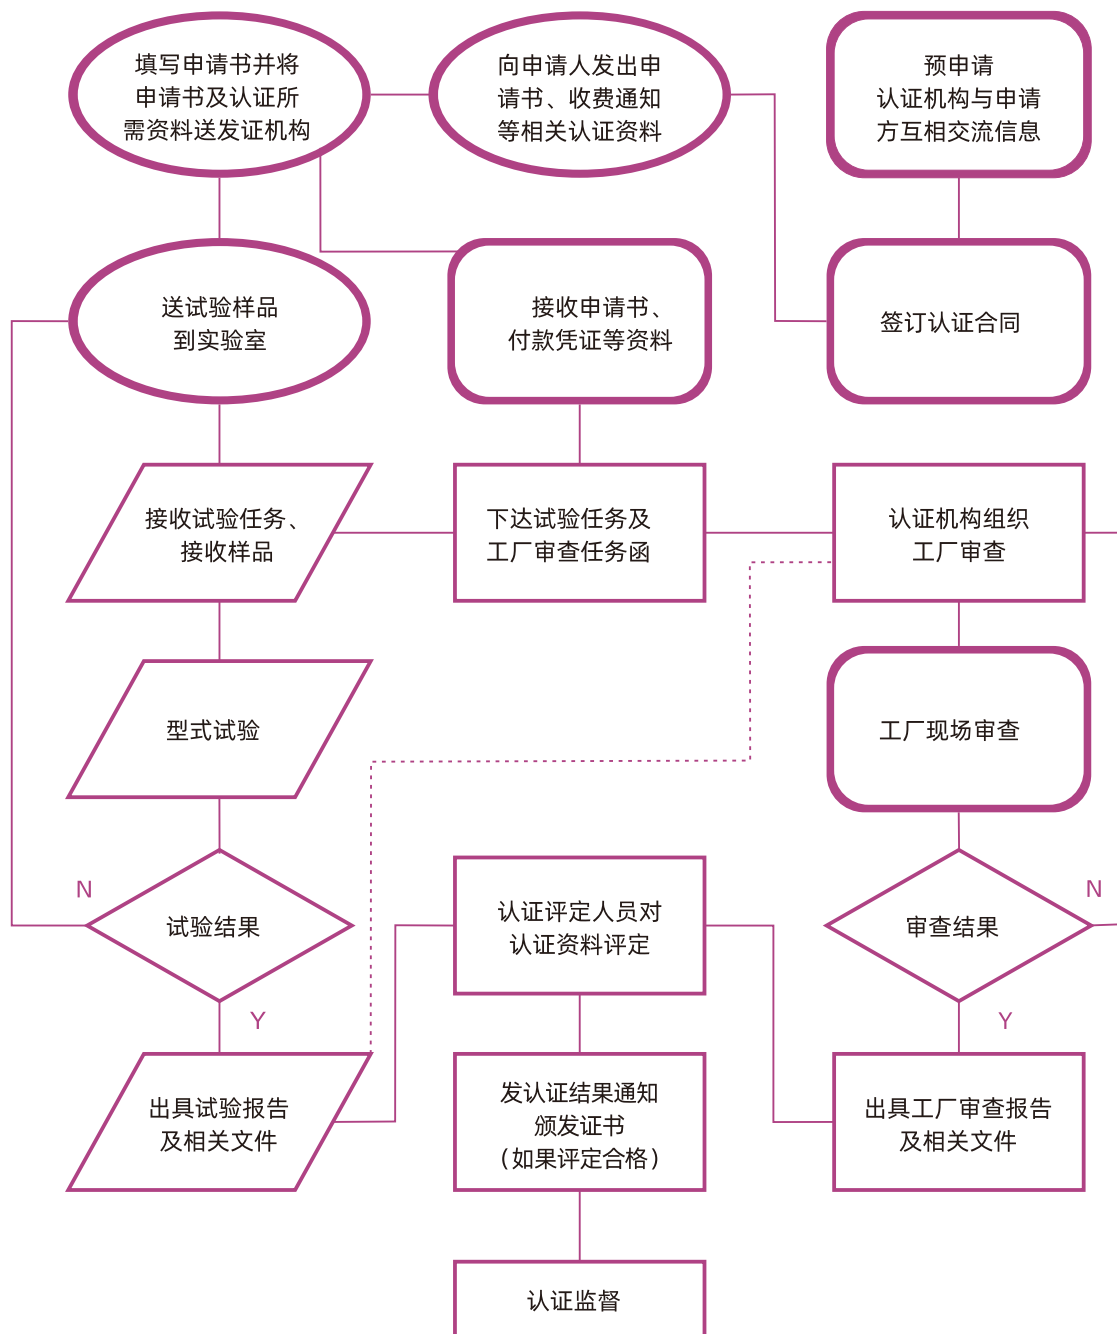 填写申请书并将
申请书及认证所
需资料送发证机构
向申请人发出申
请书、收费通知
等相关认证资料
预申请
认证机构与申请
方互相交流信息
送试验样品
到实验室
接收申请书、
付款凭证等资料
签订认证合同
接收试验任务、
接收样品
下达试验任务及
工厂审查任务函
认证机构组织
工厂审查
型式试验
工厂现场审查
N
试验结果
Y
认证评定人员对
认证资料评定
N
审查结果
Y
出具试验报告
及相关文件
发认证结果通知
颁发证书
（如果评定合格）
出具工厂审查报告
及相关文件
认证监督